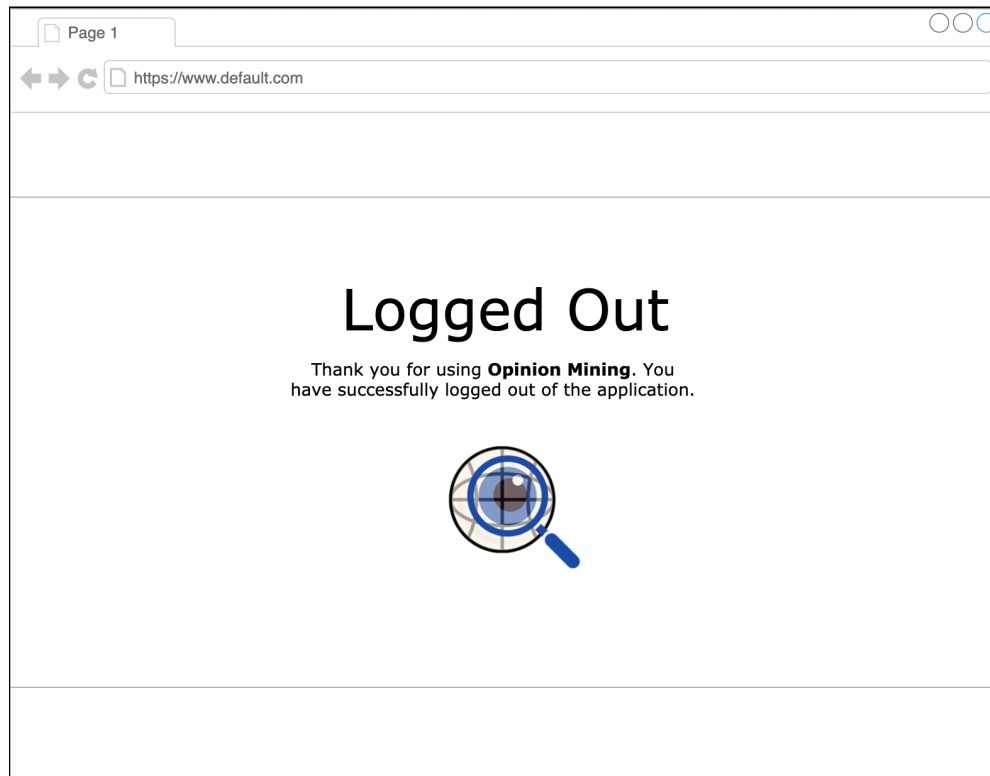 Page 1
https://www.default.com
Logged Out
Thank you for using Opinion Mining. You
have successfully logged out of the application.